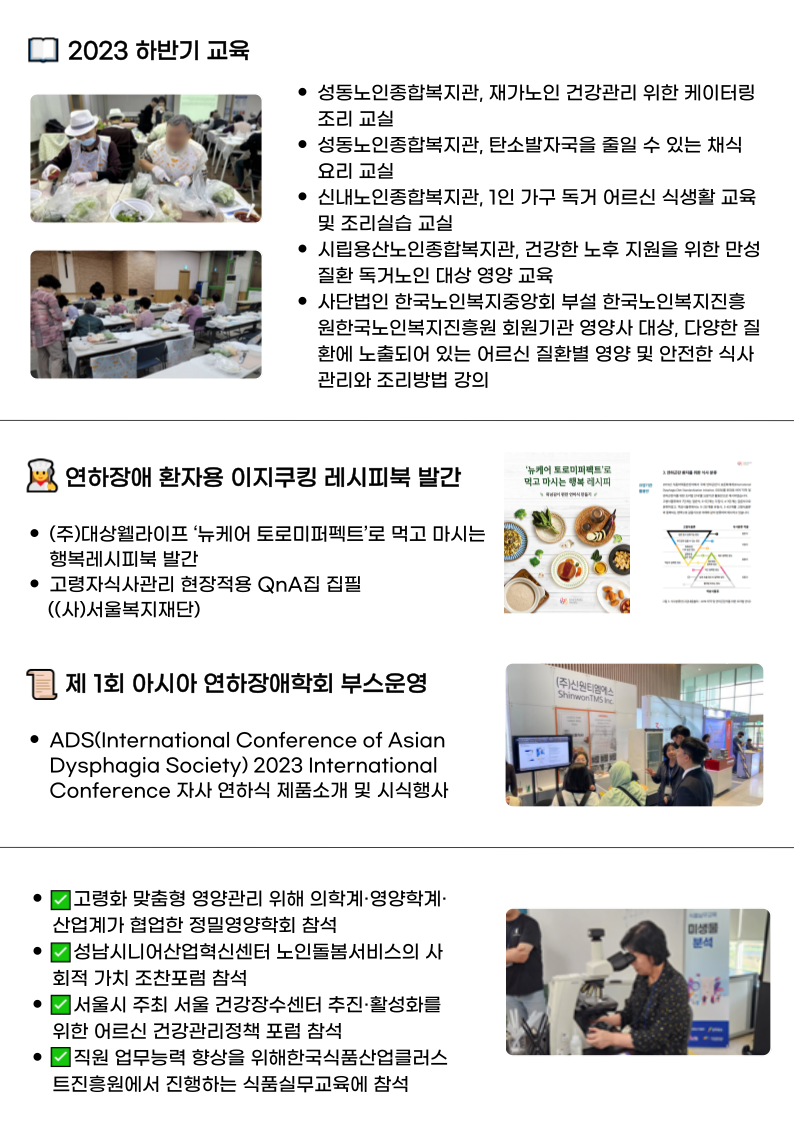 2023 하반기 교육
• 성동노인종합복지관, 재가노인 건강관리 위한 케이터링
조리 교실
• 성동노인종합복지관, 탄소발자국을 줄일 수 있는 채식
요리 교실
• 신내노인종합복지관, 1인 가구 독거 어르신 식생활 교육
및 조리실습 교실
• 시립용산노인종합복지관, 건강한 노후 지원을 위한 만성
질환 독거노인 대상 영양 교육
• 사단법인 한국노인복지중앙회 부설 한국노인복지진흥
원한국노인복지진흥원 회원기관 영양사 대상, 다양한 질
환에 노출되어 있는 어르신 질환별 영양 및 안전한 식사
관리와 조리방법 강의
연하장애 환자용 이지쿠킹 레시피북 발간
• (주)대상웰라이프 ‘뉴케어 토로미퍼펙트’로 먹고 마시는
행복레시피북 발간
• 고령자식사관리 현장적용 QnA집 집필
((사)서울복지재단)
'뉴케어 토로미퍼펙트'로
먹고 마시는 행복 레시피
제 1회 아시아 연하장애학회 부스운영
• ADS(International Conference of Asian
Dysphagia Society) 2023 International
Conference 자사 연하식 제품소개 및 시식행사
(주)신원티엠에스
ShinwonTMS Inc.
• ✅고령화 맞춤형 영양관리 위해 의학계·영양학계·
산업계가 협업한 정밀영양학회 참석
• ✅성남시니어산업혁신센터 노인돌봄서비스의 사
회적 가치 조찬포럼 참석
• ✅서울시 주최 서울 건강장수센터 추진·활성화를
위한 어르신 건강관리정책 포럼 참석
• ✅직원 업무능력 향상을 위해한국식품산업클러스
트진흥원에서 진행하는 식품실무교육에 참석
식품실무교육
미생물
분석